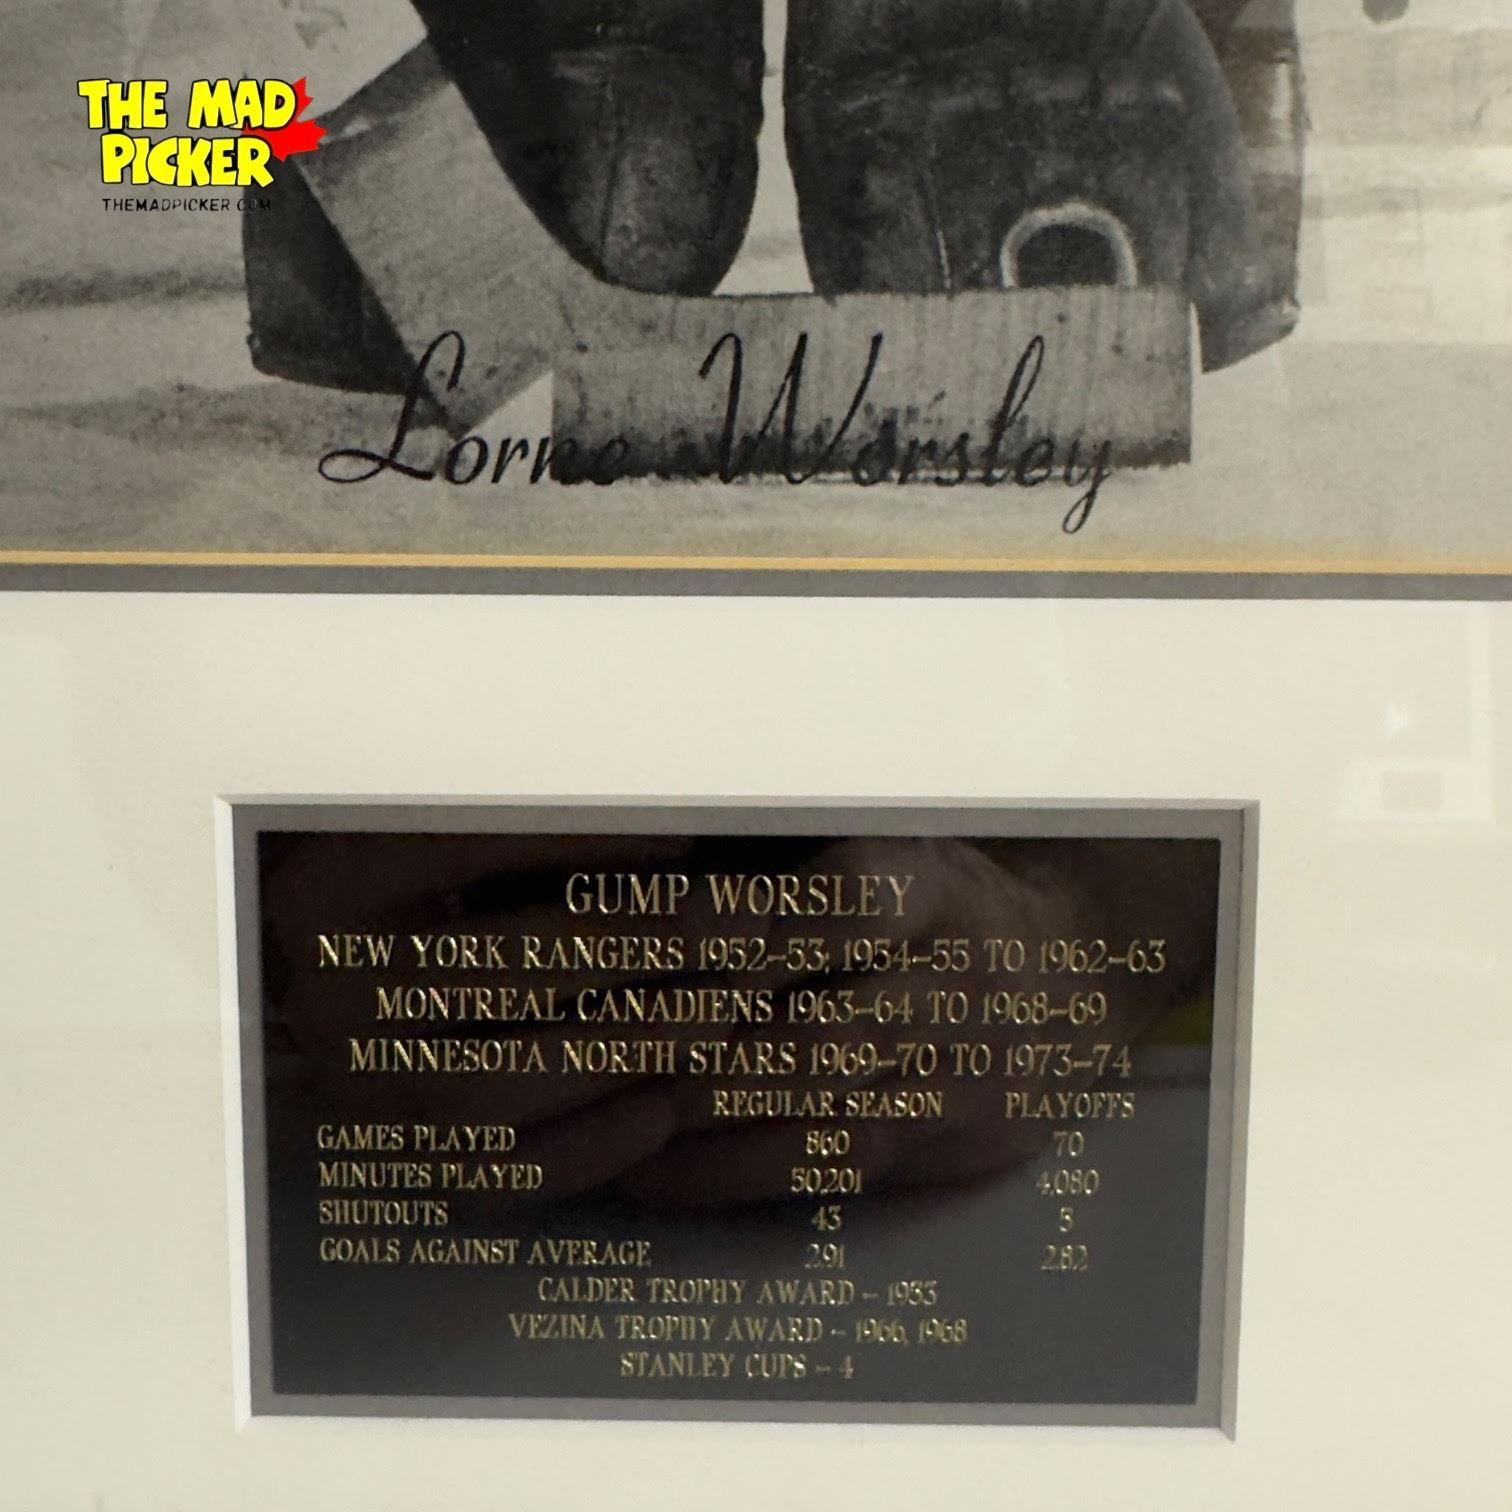 THE MAD
PICKER
THEMADPICKER.COM
Lorne Worsley
GUMP WORSLEY
NEW YORK RANGERS 1952-53; 1954-55 TO 1962-63
MONTREAL CANADIENS 1963-64 TO 1968-69
MINNESOTA NORTH STARS 1969-70 TO 1973-74
REGULAR SEASON PLAYOFFS
GAMES PLAYED 860 70
MINUTES PLAYED 50,201 4,080
SHUTOUTS 43 5
GOALS AGAINST AVERAGE 2.91 2.82
CALDER TROPHY AWARD - 1953
VEZINA TROPHY AWARD - 1966, 1968
STANLEY CUPS - 4